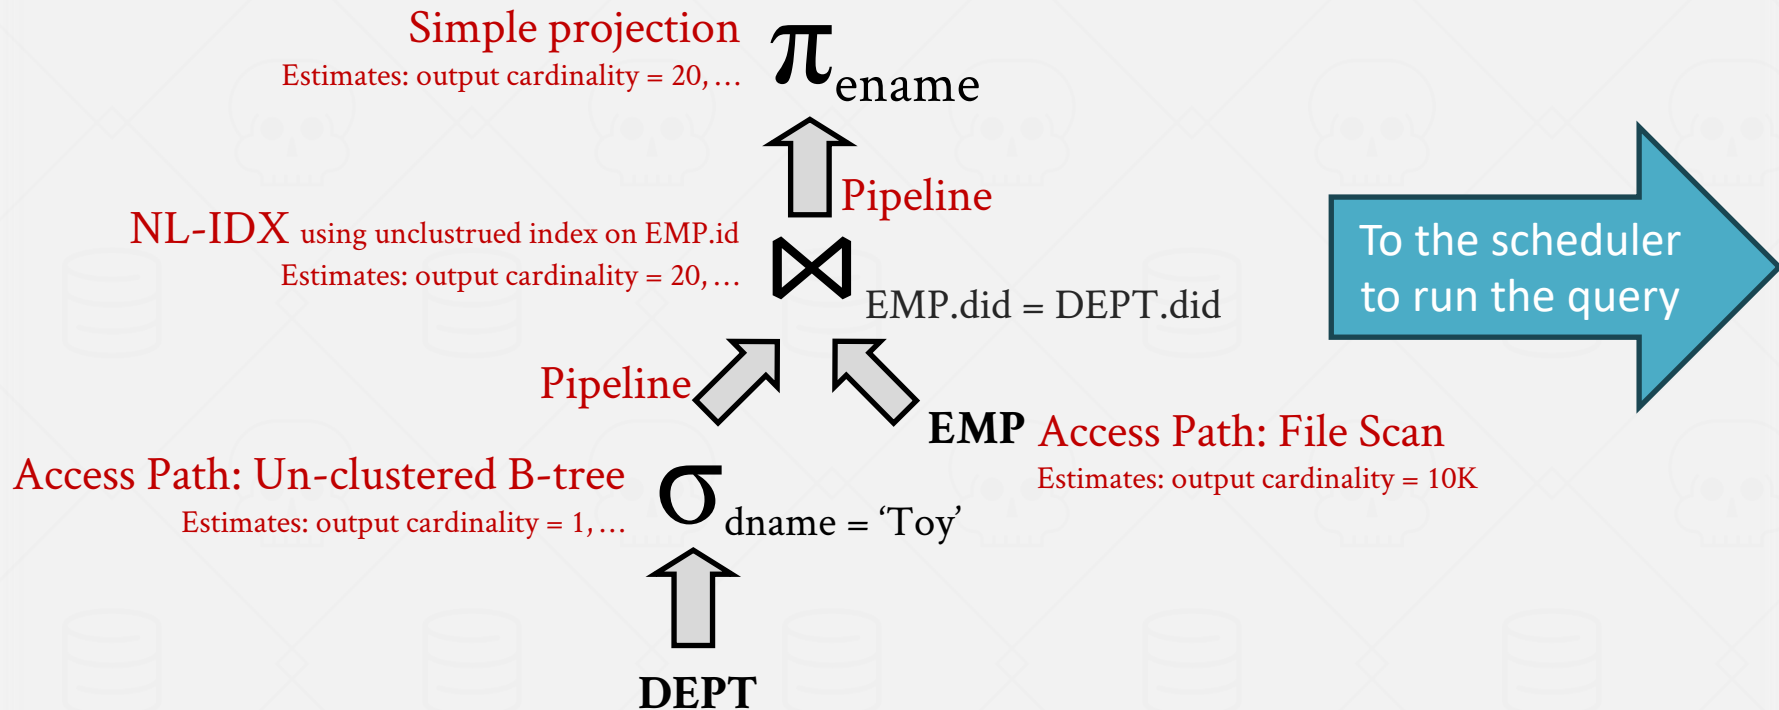 Simple projection
Estimates: output cardinality = 20, …
π ename
Pipeline
NL-IDX using unclustrued index on EMP.id
Estimates: output cardinality = 20, …
⋈ EMP.did = DEPT.did
To the scheduler
to run the query
Pipeline
EMP Access Path: File Scan
Estimates: output cardinality = 10K
Access Path: Un-clustered B-tree
Estimates: output cardinality = 1, …
σ dname = ‘Toy’
DEPT